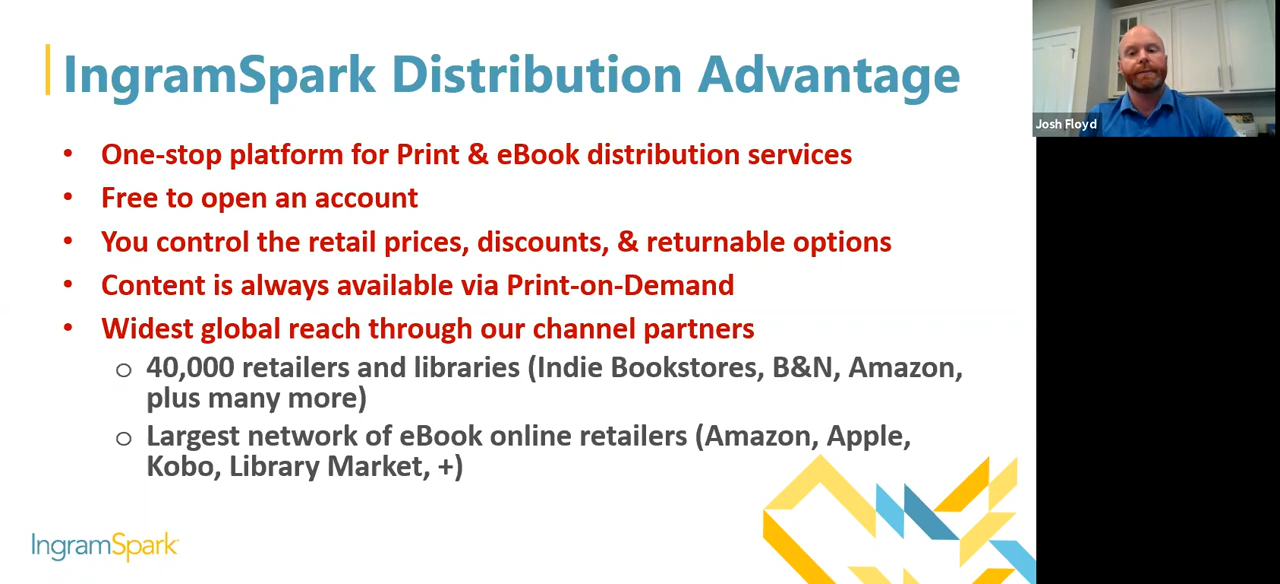 IngramSpark Distribution Advantage
• One-stop platform for Print & eBook distribution services
• Free to open an account
• You control the retail prices, discounts, & returnable options
• Content is always available via Print-on-Demand
• Widest global reach through our channel partners
o 40,000 retailers and libraries (Indie Bookstores, B&N, Amazon,
plus many more)
o Largest network of eBook online retailers (Amazon, Apple,
Kobo, Library Market, +)
IngramSpark
Josh Floyd